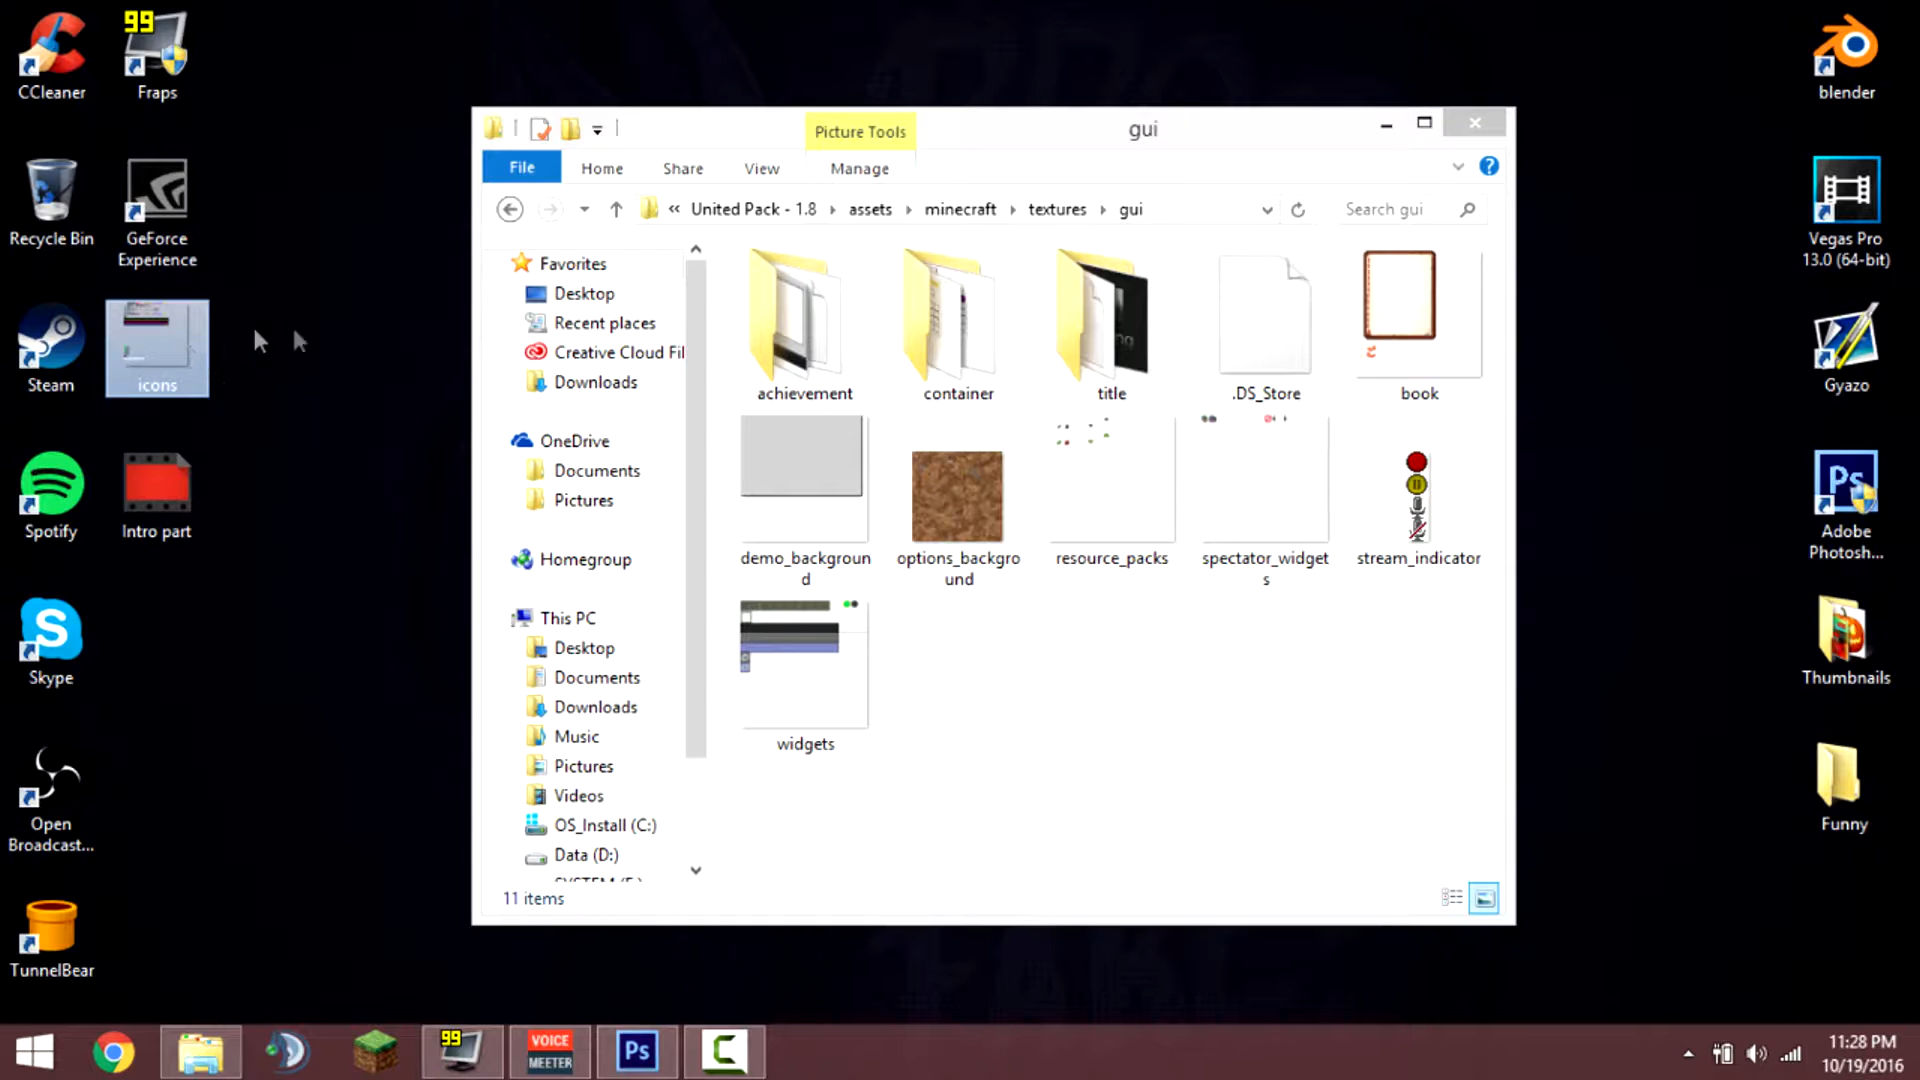 CCleaner
99
Fraps
Recycle Bin
GeForce
Experience
Steam
icons
Spotify
Intro part
Skype
Open
Broadcast...
TunnelBear
Picture Tools
gui
File
Home
Share
View
Manage
« United Pack - 1.8
assets
minecraft
textures
gui
Search gui
Favorites
Desktop
Recent places
Creative Cloud Fil
Downloads
OneDrive
Documents
Pictures
Homegroup
This PC
Desktop
Documents
Downloads
Music
Pictures
Videos
OS_Install (C:)
Data (D:)
achievement
container
title
.DS_Store
book
demo_backgroun
d
options_backgro
und
resource_packs
spectator_widget
s
stream_indicator
widgets
11 items
blender
Vegas Pro
13.0 (64-bit)
Gyazo
Ps
Adobe
Photosh...
Thumbnails
Funny
99
VOICE
MEETER
Ps
11:28 PM
10/19/2016